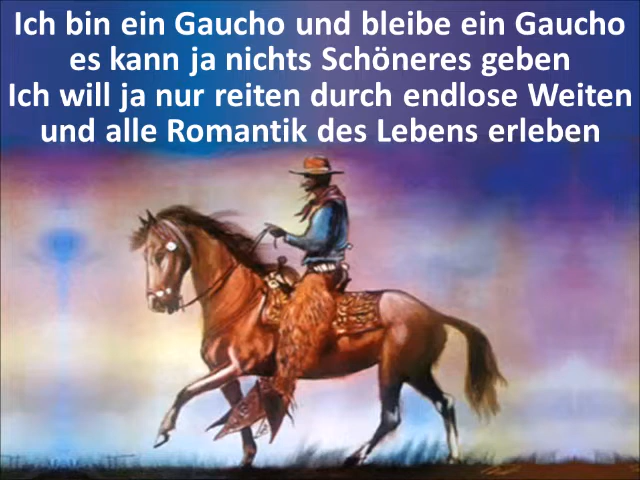 Ich bin ein Gaucho und bleibe ein Gaucho
es kann ja nichts Schöneres geben
Ich will ja nur reiten durch endlose Weiten
und alle Romantik des Lebens erleben